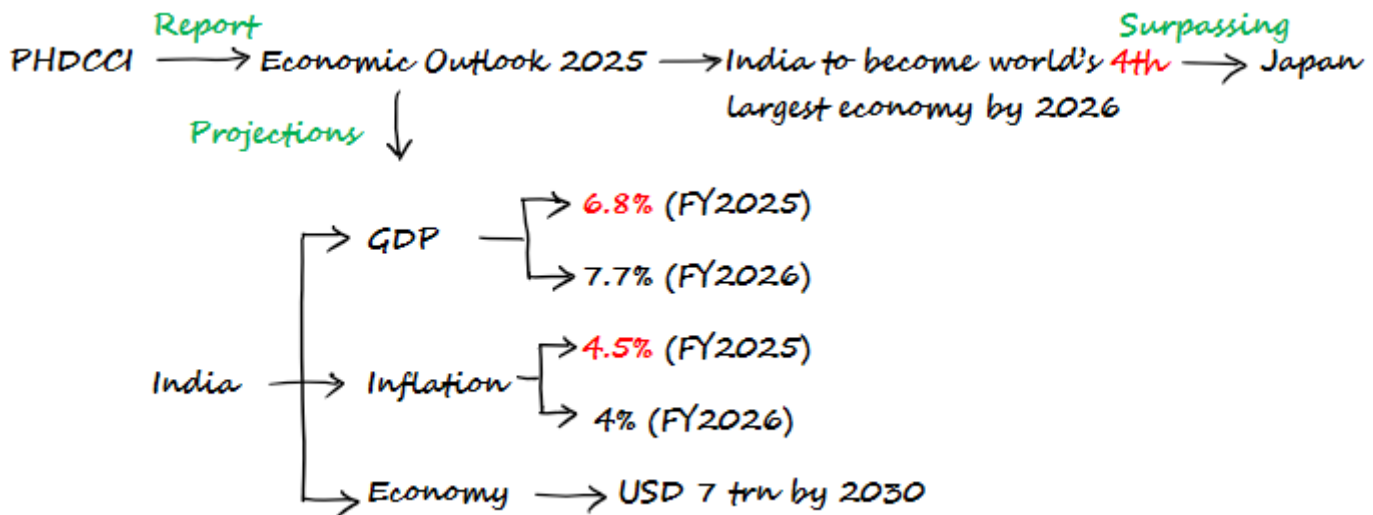 Report
Surpassing
PHDCCI Economic Outlook 2025 India to become world's 4th Japan
largest economy by 2026
Projections
6.8% (FY2025)
GDP
7.7% (FY2026)
4.5% (FY2025)
India Inflation
4% (FY2026)
Economy USD 7 trn by 2030